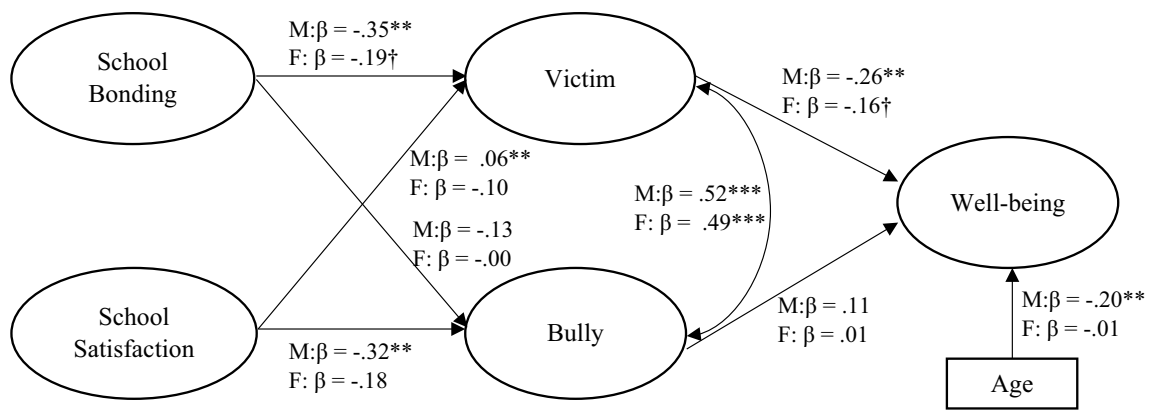 School
Bonding
M:β = -.35**
F: β = -.19†
Victim
M:β = -.26**
F: β = -.16†
M:β =  .06**
F: β = -.10
M:β = .52***
F: β =  .49***
Well-being
M:β = -.13
F: β = -.00
School
Satisfaction
M:β = -.32**
F: β = -.18
Bully
M:β = .11
F: β = .01
M:β = -.20**
F: β = -.01
Age